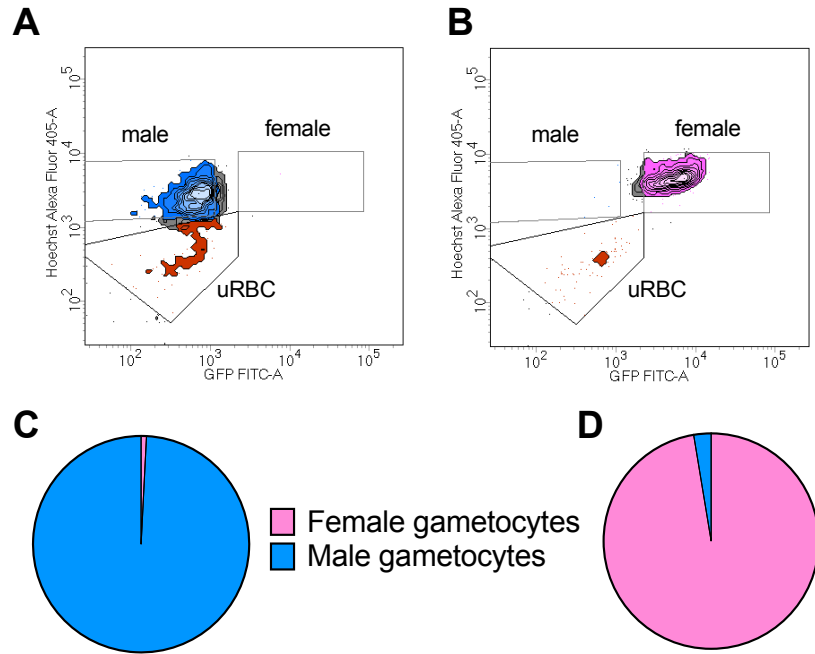 A
B
Hoechst Alexa Fluor 405-A
10^5
10^4
10^3
10^2
male
female
uRBC
10^2
10^3
10^4
10^5
GFP FITC-A
Hoechst Alexa Fluor 405-A
10^5
10^4
10^3
10^2
male
female
uRBC
10^2
10^3
10^4
10^5
GFP FITC-A
C
D
Female gametocytes
Male gametocytes